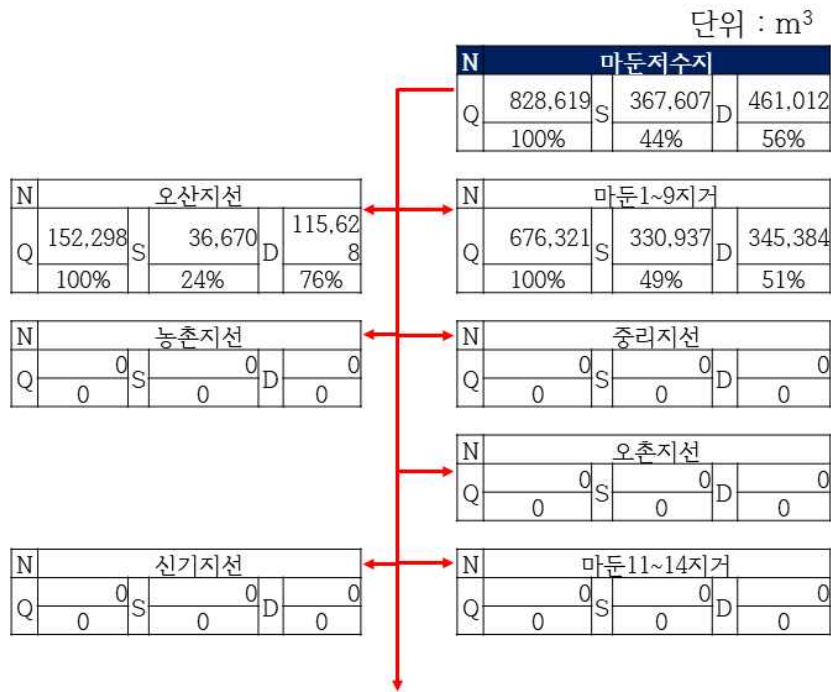 단위 : m³
N 마둔저수지
Q 828,619 S 367,607 D 461,012
100% 44% 56%
N 오산지선
Q 152,298 S 36,670 D 115,62
8
100% 24% 76%
N 마둔1~9지거
Q 676,321 S 330,937 D 345,384
100% 49% 51%
N 농촌지선
Q 0 S 0 D 0
0 0 0
N 중리지선
Q 0 S 0 D 0
0 0 0
N 오촌지선
Q 0 S 0 D 0
0 0 0
N 신기지선
Q 0 S 0 D 0
0 0 0
N 마둔11~14지거
Q 0 S 0 D 0
0 0 0